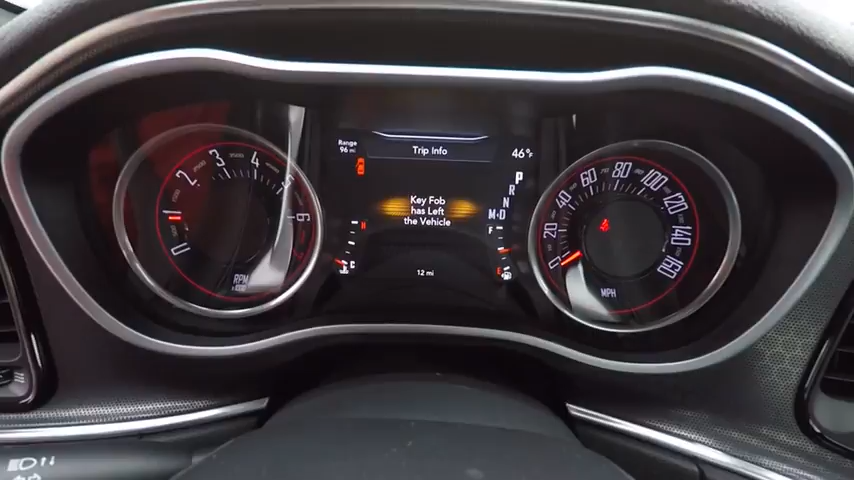 Range
96 mi
Trip Info
46°F
P
R
N
M·D
Key Fob
has Left
the Vehicle
F
E
H
C
12 mi
1
2
3
4
5
6
7
RPM
0
20
40
60
80
100
120
140
160
MPH